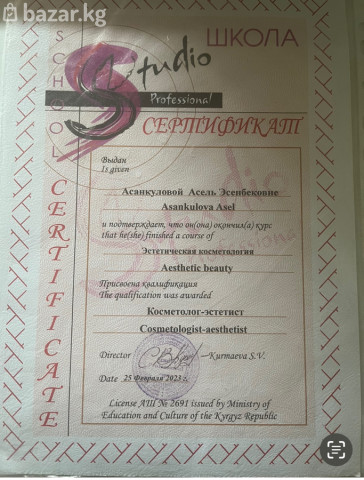 bazar.kg
SCHOOL
Studio
ШКОЛА
Professional
СЕРТИФИКАТ
CERTIFICATE
Выдан
Is given
Асанкуловой Асель Эсенбековне
Asankulova Asel
и подтверждает, что он(она) окончил(а) курс
that he(she) finished a course of
Эстетическая косметология
Aesthetic beauty
Присвоена квалификация
The qualification was awarded
Косметолог-эстетист
Cosmetologist-aesthetist
Director
Kurmaeva S.V.
Date 25 Февраля 2023 г.
License АШ № 2691 issued by Ministry of
Education and Culture of the Kyrgyz Republic